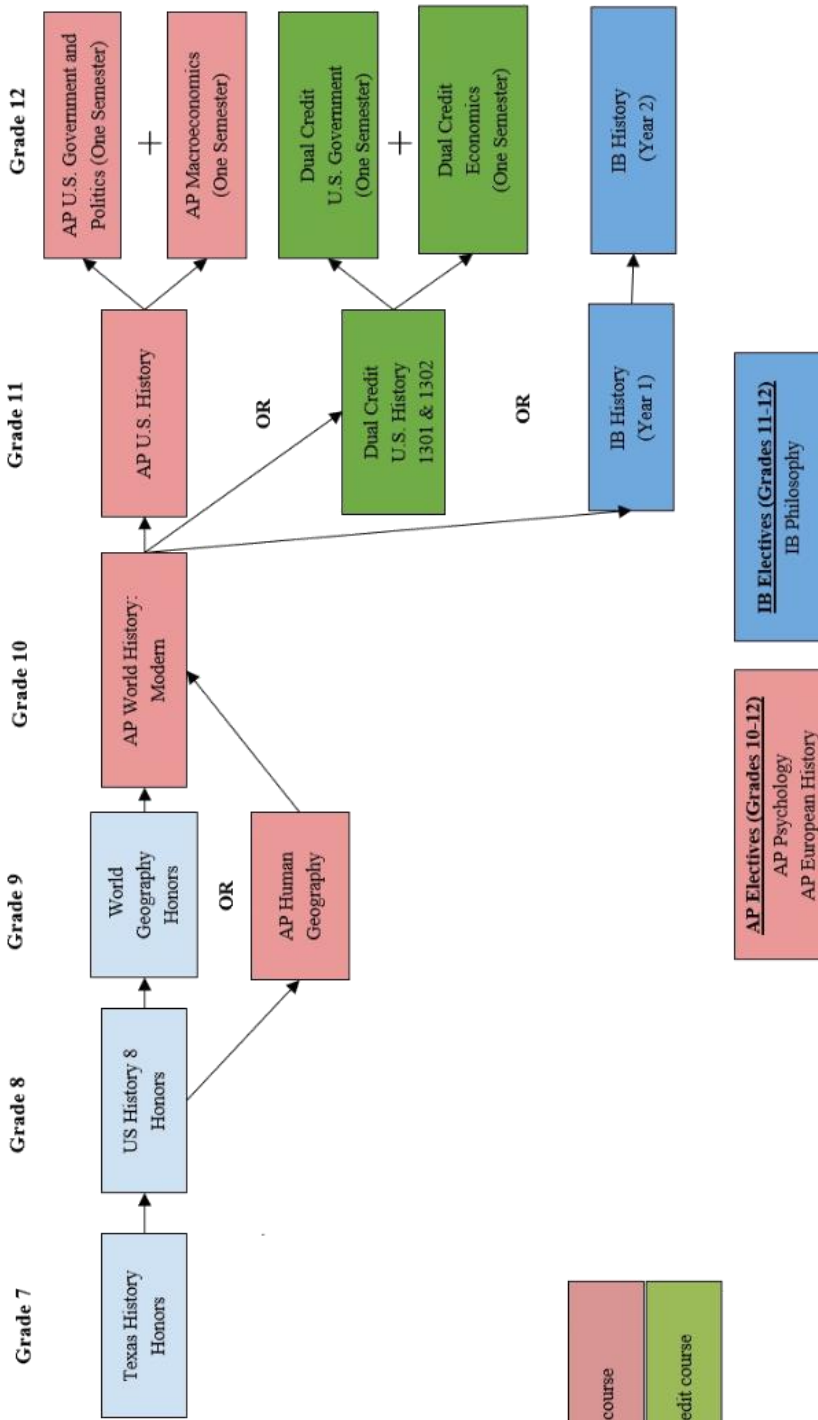 Grade 7
Grade 8
Grade 9
Grade 10
Grade 11
Grade 12
Texas History
Honors
US History 8
Honors
World
Geography
Honors
OR
AP Human
Geography
AP World History:
Modern
AP U.S. History
OR
Dual Credit
U.S. History
1301 & 1302
OR
IB History
(Year 1)
AP U.S. Government and
Politics (One Semester)
+
AP Macroeconomics
(One Semester)
Dual Credit
U.S. Government
(One Semester)
+
Dual Credit
Economics
(One Semester)
IB History
(Year 2)
course
edit course
AP Electives (Grades 10-12)
AP Psychology
AP European History
IB Electives (Grades 11-12)
IB Philosophy